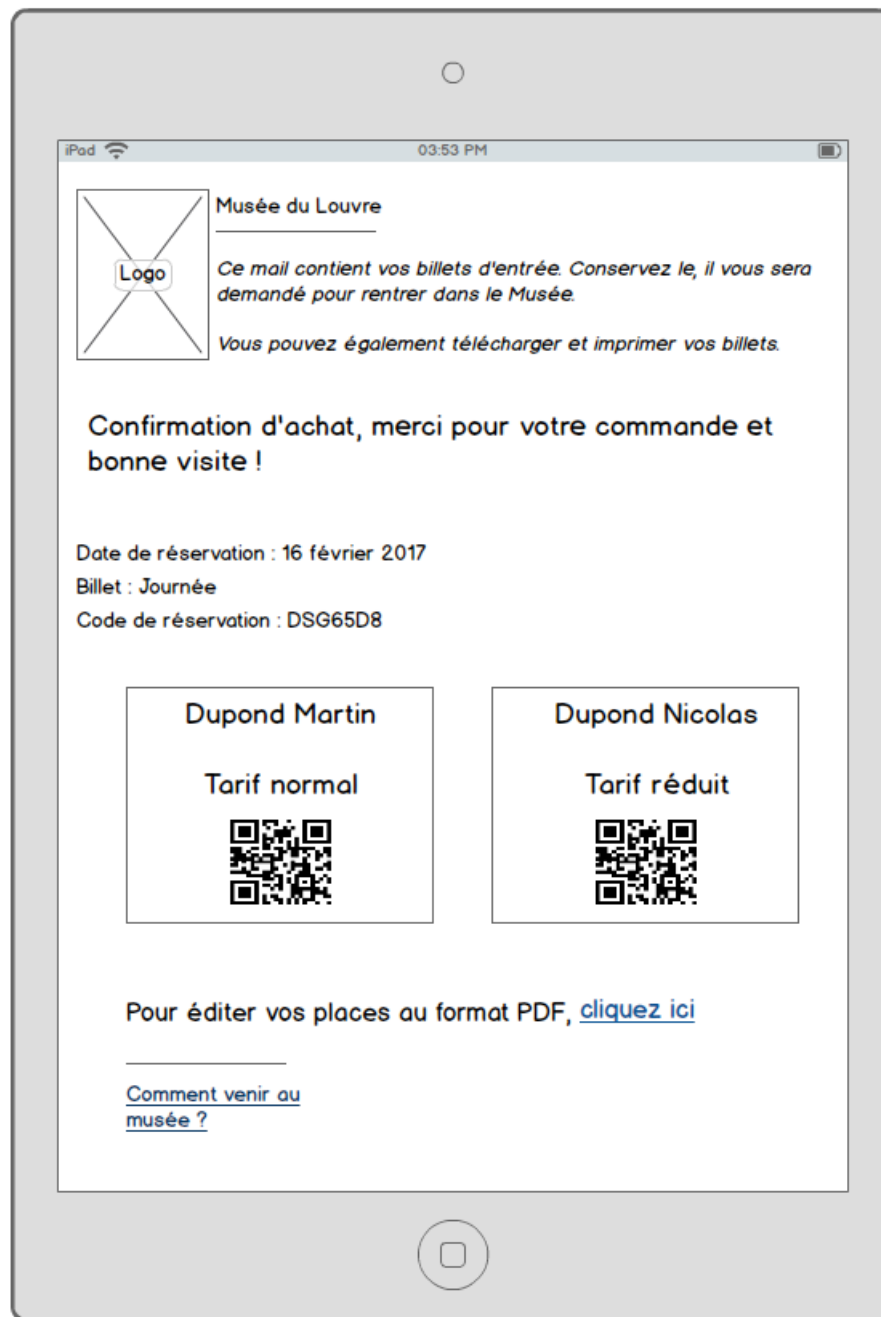 iPad
03:53 PM
Musée du Louvre
Logo
Ce mail contient vos billets d'entrée. Conservez le, il vous sera
demandé pour rentrer dans le Musée.
Vous pouvez également télécharger et imprimer vos billets.
Confirmation d'achat, merci pour votre commande et
bonne visite !
Date de réservation : 16 février 2017
Billet : Journée
Code de réservation : DSG65D8
Dupond Martin
Tarif normal
Dupond Nicolas
Tarif réduit
Pour éditer vos places au format PDF, cliquez ici
Comment venir au
musée ?